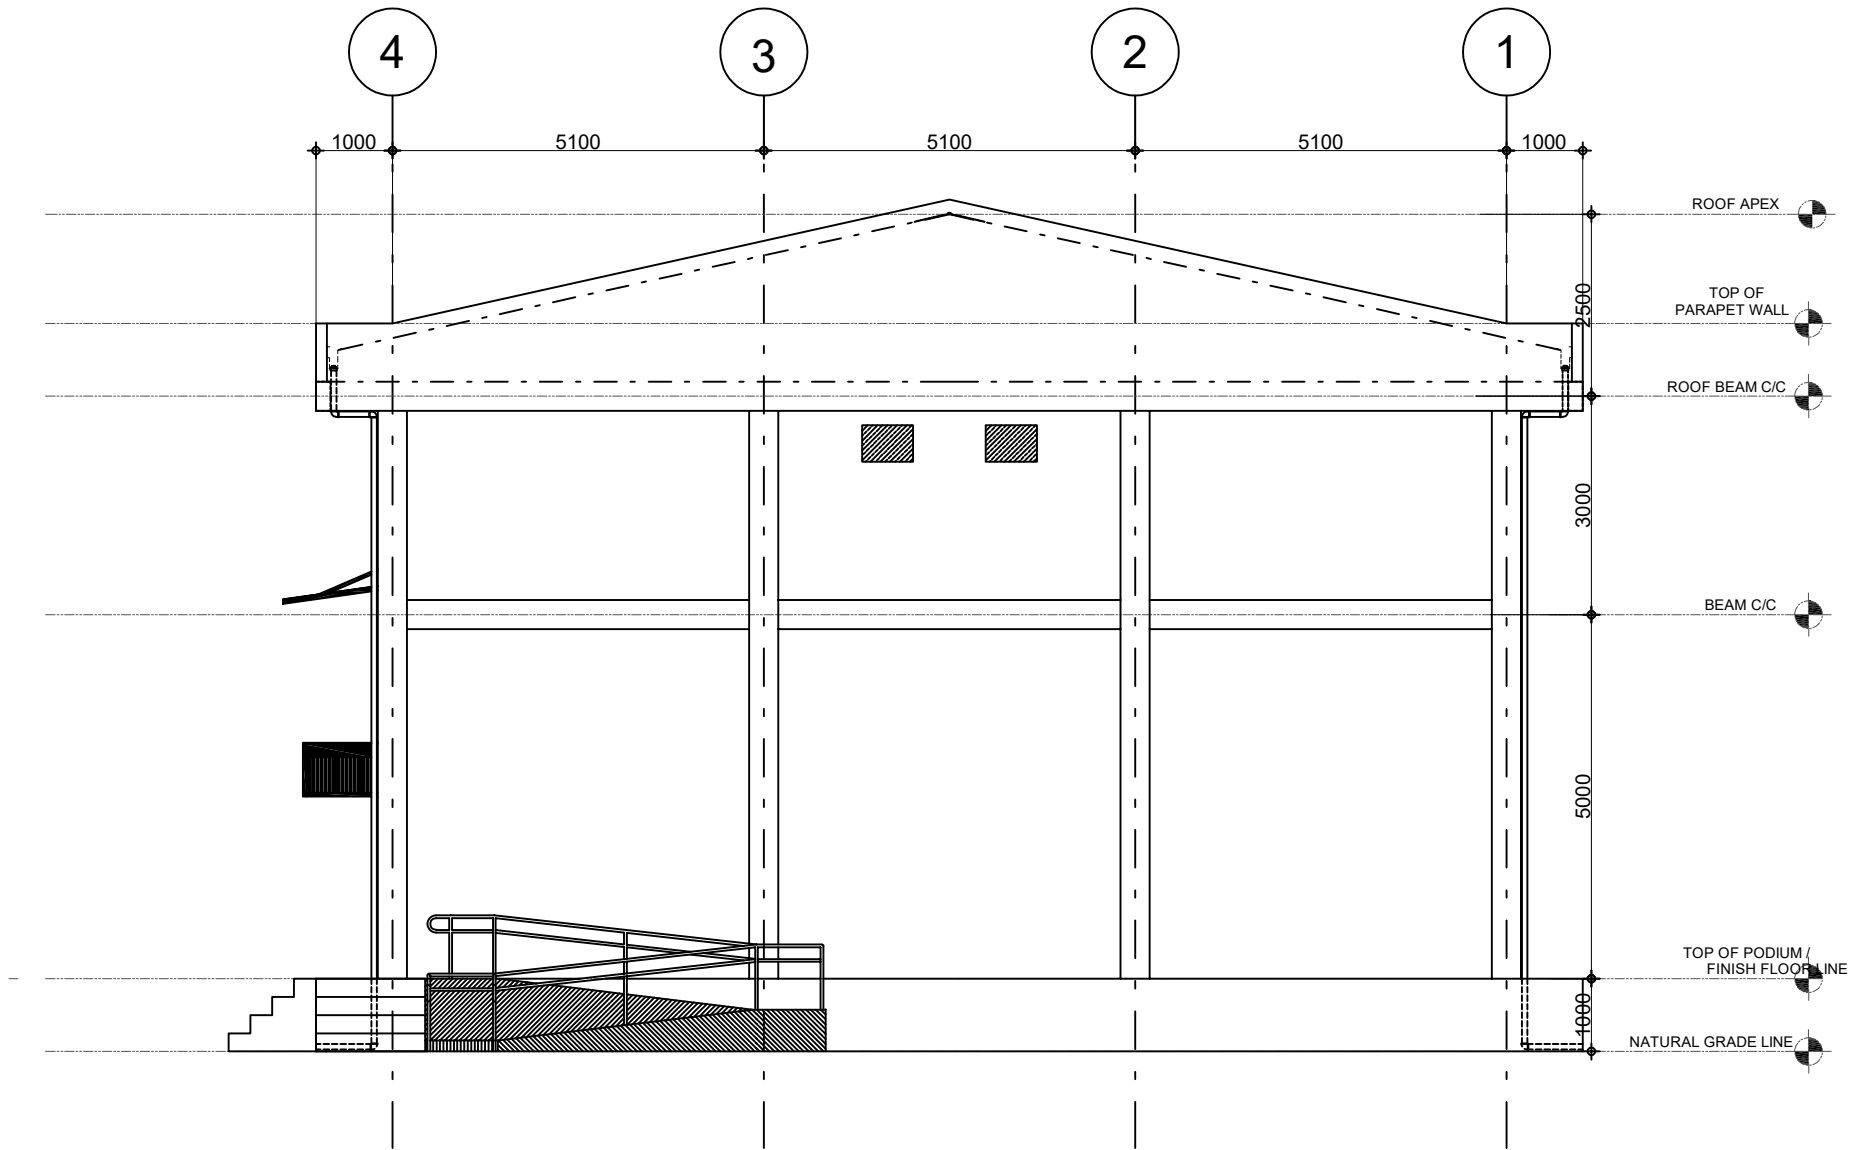 4 3 2 1
1000 5100 5100 5100 1000
ROOF APEX
2500
TOP OF
PARAPET WALL
ROOF BEAM C/C
3000
BEAM C/C
5000
TOP OF PODIUM /
FINISH FLOOR LINE
1000
NATURAL GRADE LINE